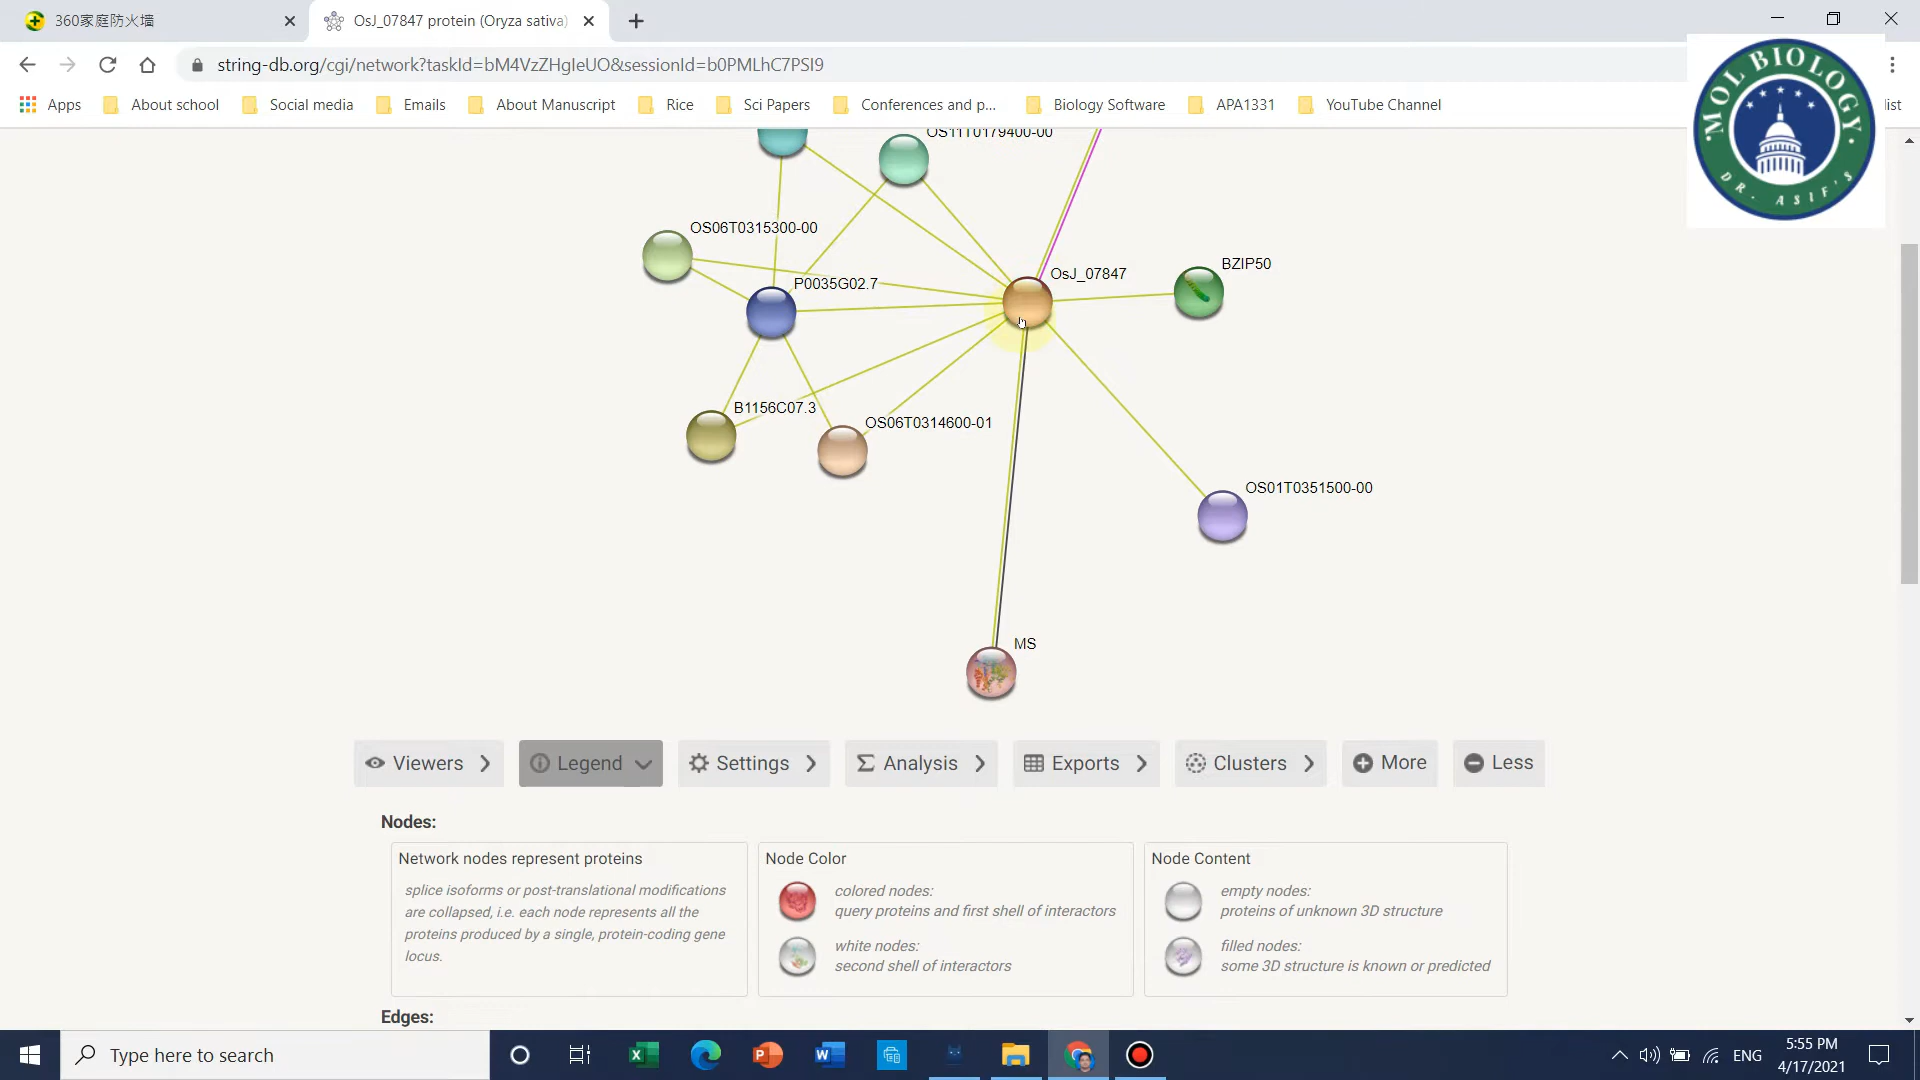 360家庭防火墙
OsJ_07847 protein (Oryza sativa)
string-db.org/cgi/network?taskId=bM4VzZHgIeUO&sessionId=b0PMLhC7PSI9
Apps
About school
Social media
Emails
About Manuscript
Rice
Sci Papers
Conferences and p...
Biology Software
APA1331
YouTube Channel
list
MOL BIOLOGY
DR. ASIF'S
OS11T0179400-00
OS06T0315300-00
BZIP50
OsJ_07847
P0035G02.7
B1156C07.3
OS06T0314600-01
OS01T0351500-00
MS
Viewers
Legend
Settings
Analysis
Exports
Clusters
More
Less
Nodes:
Network nodes represent proteins
splice isoforms or post-translational modifications
are collapsed, i.e. each node represents all the
proteins produced by a single, protein-coding gene
locus.
Node Color
colored nodes:
query proteins and first shell of interactors
white nodes:
second shell of interactors
Node Content
empty nodes:
proteins of unknown 3D structure
filled nodes:
some 3D structure is known or predicted
Edges:
Type here to search
ENG
5:55 PM
4/17/2021